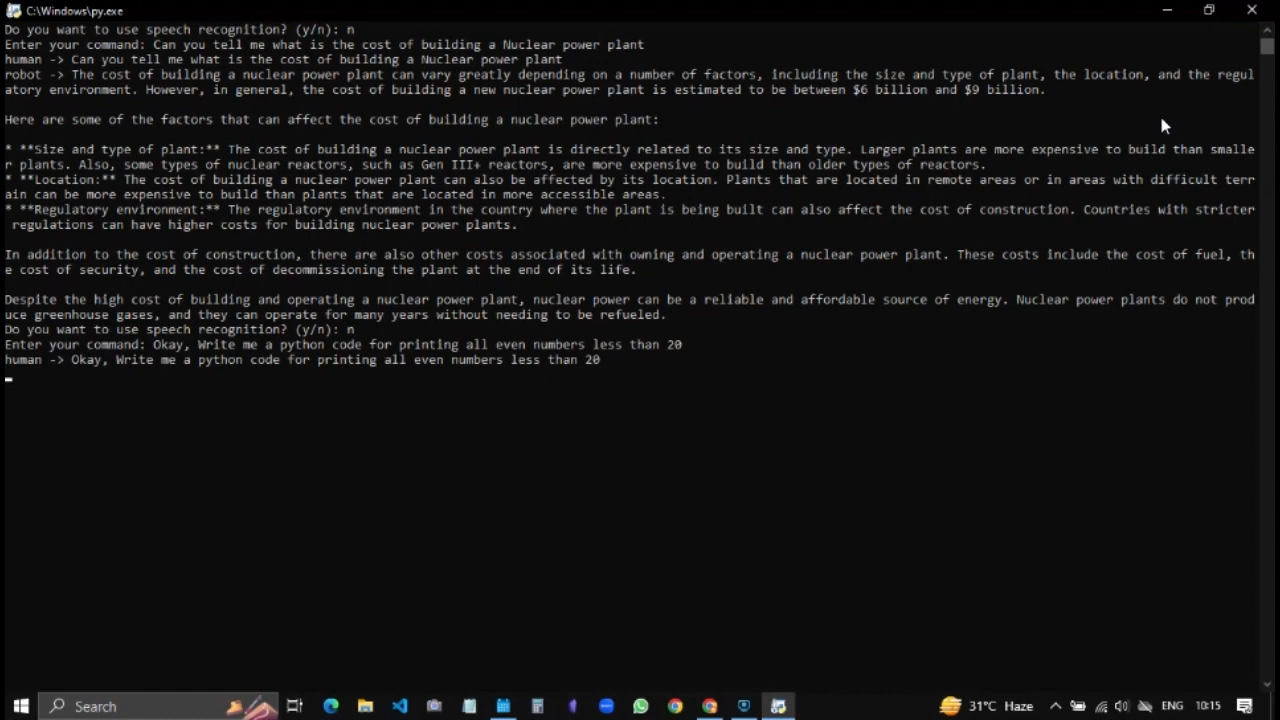 C:\Windows\py.exe
Do you want to use speech recognition? (y/n): n
Enter your command: Can you tell me what is the cost of building a Nuclear power plant
human -> Can you tell me what is the cost of building a Nuclear power plant
robot -> The cost of building a nuclear power plant can vary greatly depending on a number of factors, including the size and type of plant, the location, and the regul
atory environment. However, in general, the cost of building a new nuclear power plant is estimated to be between $6 billion and $9 billion.
Here are some of the factors that can affect the cost of building a nuclear power plant:
* **Size and type of plant:** The cost of building a nuclear power plant is directly related to its size and type. Larger plants are more expensive to build than smalle
r plants. Also, some types of nuclear reactors, such as Gen III+ reactors, are more expensive to build than older types of reactors.
* **Location:** The cost of building a nuclear power plant can also be affected by its location. Plants that are located in remote areas or in areas with difficult terr
ain can be more expensive to build than plants that are located in more accessible areas.
* **Regulatory environment:** The regulatory environment in the country where the plant is being built can also affect the cost of construction. Countries with stricter
 regulations can have higher costs for building nuclear power plants.
In addition to the cost of construction, there are also other costs associated with owning and operating a nuclear power plant. These costs include the cost of fuel, th
e cost of security, and the cost of decommissioning the plant at the end of its life.
Despite the high cost of building and operating a nuclear power plant, nuclear power can be a reliable and affordable source of energy. Nuclear power plants do not prod
uce greenhouse gases, and they can operate for many years without needing to be refueled.
Do you want to use speech recognition? (y/n): n
Enter your command: Okay, Write me a python code for printing all even numbers less than 20
human -> Okay, Write me a python code for printing all even numbers less than 20
Search
31°C Haze
ENG
10:15